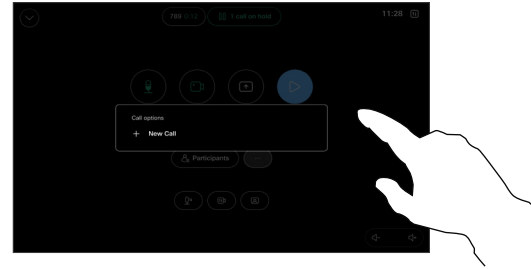 789 0:12
1 call on hold
11:28
Call options
New Call
Participants